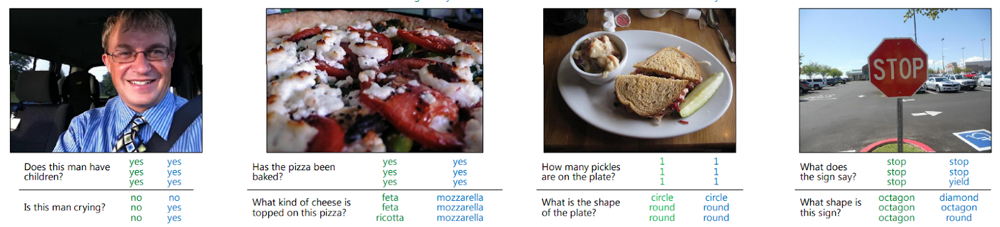 STOP
Does this man have children?
yes yes
yes yes
yes yes
Is this man crying?
no no
no yes
no yes
Has the pizza been baked?
yes yes
yes yes
yes yes
What kind of cheese is topped on this pizza?
feta mozzarella
feta mozzarella
ricotta mozzarella
How many pickles are on the plate?
1 1
1 1
1 1
What is the shape of the plate?
circle circle
round round
round round
What does the sign say?
stop stop
stop stop
stop yield
What shape is this sign?
octagon diamond
octagon octagon
octagon round